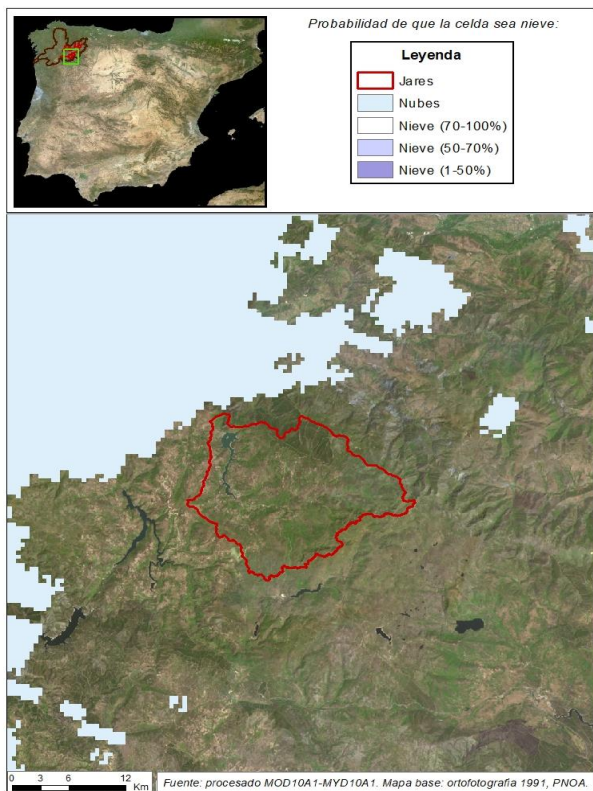 Probabilidad de que la celda sea nieve:
Leyenda
Jares
Nubes
Nieve (70-100%)
Nieve (50-70%)
Nieve (1-50%)
0 3 6 12
Km
Fuente: procesado MOD10A1-MYD10A1. Mapa base: ortofotografía 1991, PNOA.